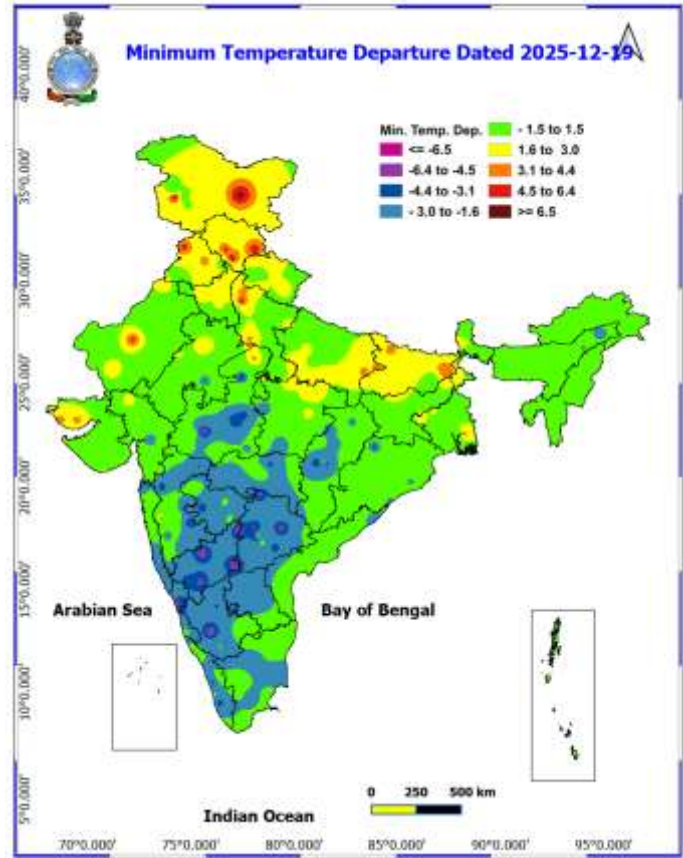 Minimum Temperature Departure Dated 2025-12-19
Min. Temp. Dep.
<= -6.5
-6.4 to -4.5
-4.4 to -3.1
- 3.0 to -1.6
- 1.5 to 1.5
1.6 to 3.0
3.1 to 4.4
4.5 to 6.4
>= 6.5
40°0.000'
35°0.000'
30°0.000'
25°0.000'
20°0.000'
15°0.000'
10°0.000'
5°0.000'
Arabian Sea
Bay of Bengal
Indian Ocean
0 250 500 km
70°0.000' 75°0.000' 80°0.000' 85°0.000' 90°0.000' 95°0.000'